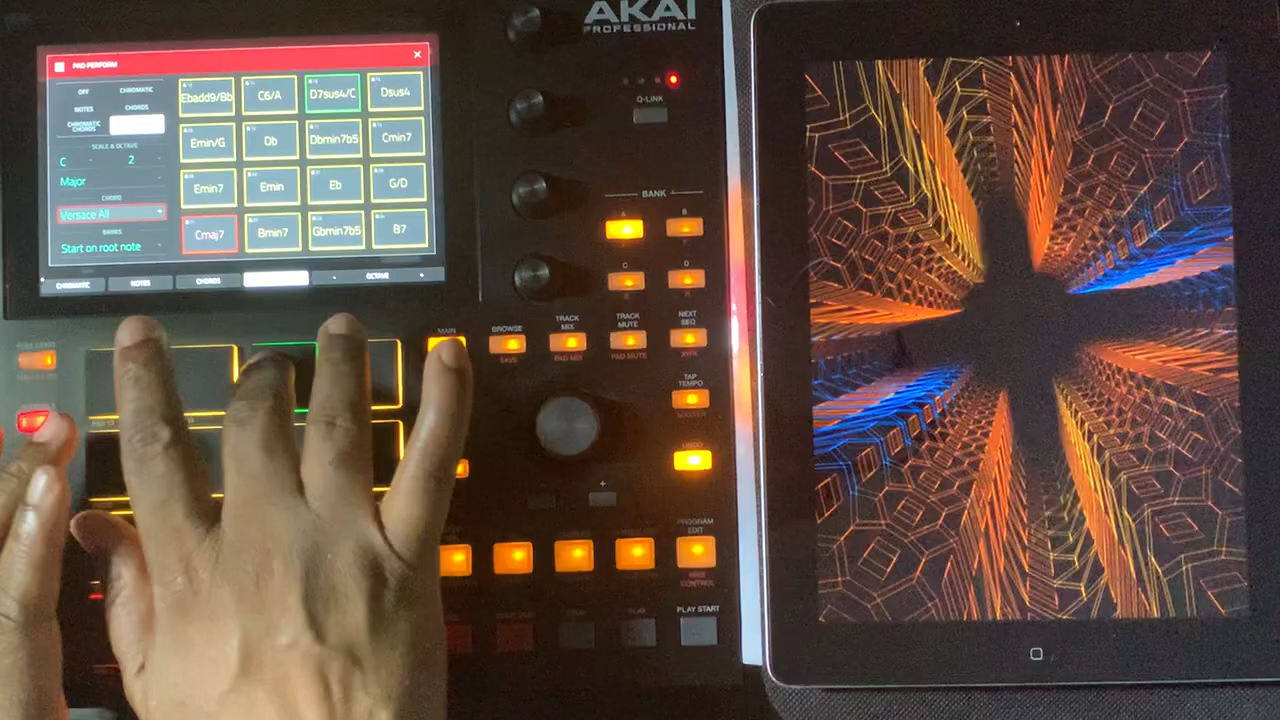 AKAI
PROFESSIONAL
PAD PERFORM
OFF
CHROMATIC
NOTES
CHORDS
CHROMATIC
CHORDS
SCALE & OCTAVE
C
2
Major
CHORD
Versace All
Start on root note
Ebadd9/Bb
C6/A
D7sus4/C
Dsus4
Emin/G
Db
Dbmin7b5
Cmin7
Emin7
Emin
Eb
G/D
Cmaj7
Bmin7
Gbmin7b5
B7
CHROMATIC
NOTES
CHORDS
-
OCTAVE
+
Q-LINK
BANK
A
B
C
D
MAIN
BROWSE
SAVE
TRACK
MIX
PAD MIX
TRACK
MUTE
PAD MUTE
NEXT
SEQ
XYFX
TAP
TEMPO
MASTER
UNDO
+
PROGRAM
EDIT
MIDI
CONTROL
PLAY
PLAY START